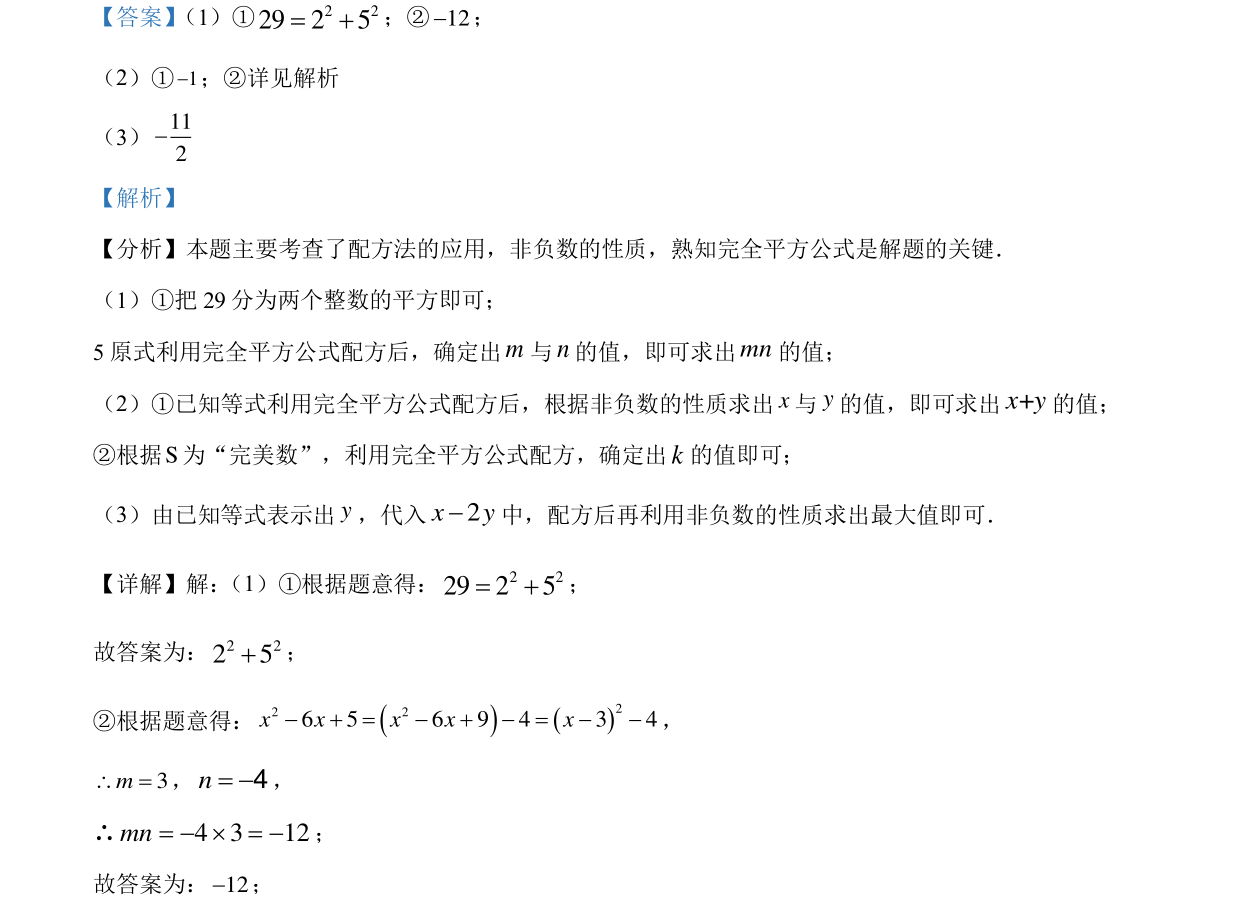 【答案】（1）①29 = 2² + 5²；②−12；
（2）①−1；②详见解析
（3）−11/2
【解析】
【分析】本题主要考查了配方法的应用，非负数的性质，熟知完全平方公式是解题的关键．
（1）①把 29 分为两个整数的平方即可；
5 原式利用完全平方公式配方后，确定出 m 与 n 的值，即可求出 mn 的值；
（2）①已知等式利用完全平方公式配方后，根据非负数的性质求出 x 与 y 的值，即可求出 x+y 的值；
②根据 S 为“完美数”，利用完全平方公式配方，确定出 k 的值即可；
（3）由已知等式表示出 y，代入 x − 2y 中，配方后再利用非负数的性质求出最大值即可．
【详解】解：（1）①根据题意得：29 = 2² + 5²；
故答案为：2² + 5²；
②根据题意得：x² − 6x + 5 = (x² − 6x + 9) − 4 = (x − 3)² − 4，
∴m = 3，n = −4，
∴mn = −4 × 3 = −12；
故答案为：−12；